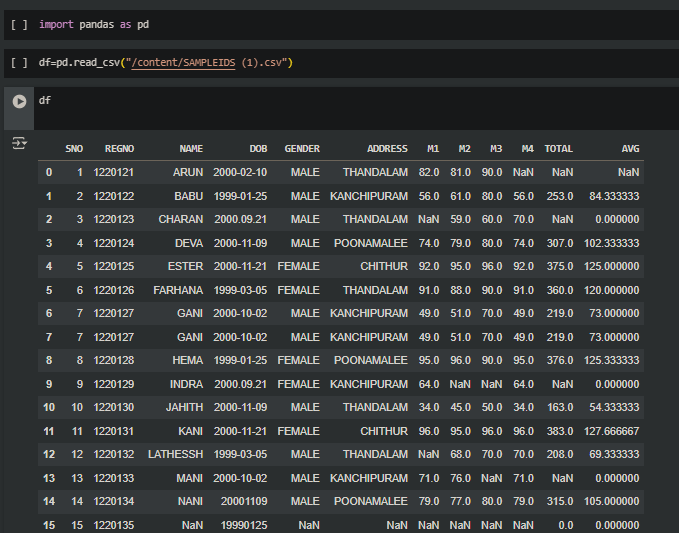 [ ] import pandas as pd
[ ] df=pd.read_csv("/content/SAMPLEIDS (1).csv")
df
SNO REGNO NAME DOB GENDER ADDRESS M1 M2 M3 M4 TOTAL AVG
0 1 1220121 ARUN 2000-02-10 MALE THANDALAM 82.0 81.0 90.0 NaN NaN NaN
1 2 1220122 BABU 1999-01-25 MALE KANCHIPURAM 56.0 61.0 80.0 56.0 253.0 84.333333
2 3 1220123 CHARAN 2000.09.21 MALE THANDALAM NaN 59.0 60.0 70.0 NaN 0.000000
3 4 1220124 DEVA 2000-11-09 MALE POONAMALEE 74.0 79.0 80.0 74.0 307.0 102.333333
4 5 1220125 ESTER 2000-11-21 FEMALE CHITHUR 92.0 95.0 96.0 92.0 375.0 125.000000
5 6 1220126 FARHANA 1999-03-05 FEMALE THANDALAM 91.0 88.0 90.0 91.0 360.0 120.000000
6 7 1220127 GANI 2000-10-02 MALE KANCHIPURAM 49.0 51.0 70.0 49.0 219.0 73.000000
7 7 1220127 GANI 2000-10-02 MALE KANCHIPURAM 49.0 51.0 70.0 49.0 219.0 73.000000
8 8 1220128 HEMA 1999-01-25 FEMALE POONAMALEE 95.0 96.0 90.0 95.0 376.0 125.333333
9 9 1220129 INDRA 2000.09.21 FEMALE KANCHIPURAM 64.0 NaN NaN 64.0 NaN 0.000000
10 10 1220130 JAHITH 2000-11-09 MALE THANDALAM 34.0 45.0 50.0 34.0 163.0 54.333333
11 11 1220131 KANI 2000-11-21 FEMALE CHITHUR 96.0 95.0 96.0 96.0 383.0 127.666667
12 12 1220132 LATHESSH 1999-03-05 MALE THANDALAM NaN 68.0 70.0 70.0 208.0 69.333333
13 13 1220133 MANI 2000-10-02 MALE KANCHIPURAM 71.0 76.0 NaN 71.0 NaN 0.000000
14 14 1220134 NANI 20001109 MALE POONAMALEE 79.0 77.0 80.0 79.0 315.0 105.000000
15 15 1220135 NaN 19990125 NaN NaN NaN NaN NaN NaN 0.0 0.000000